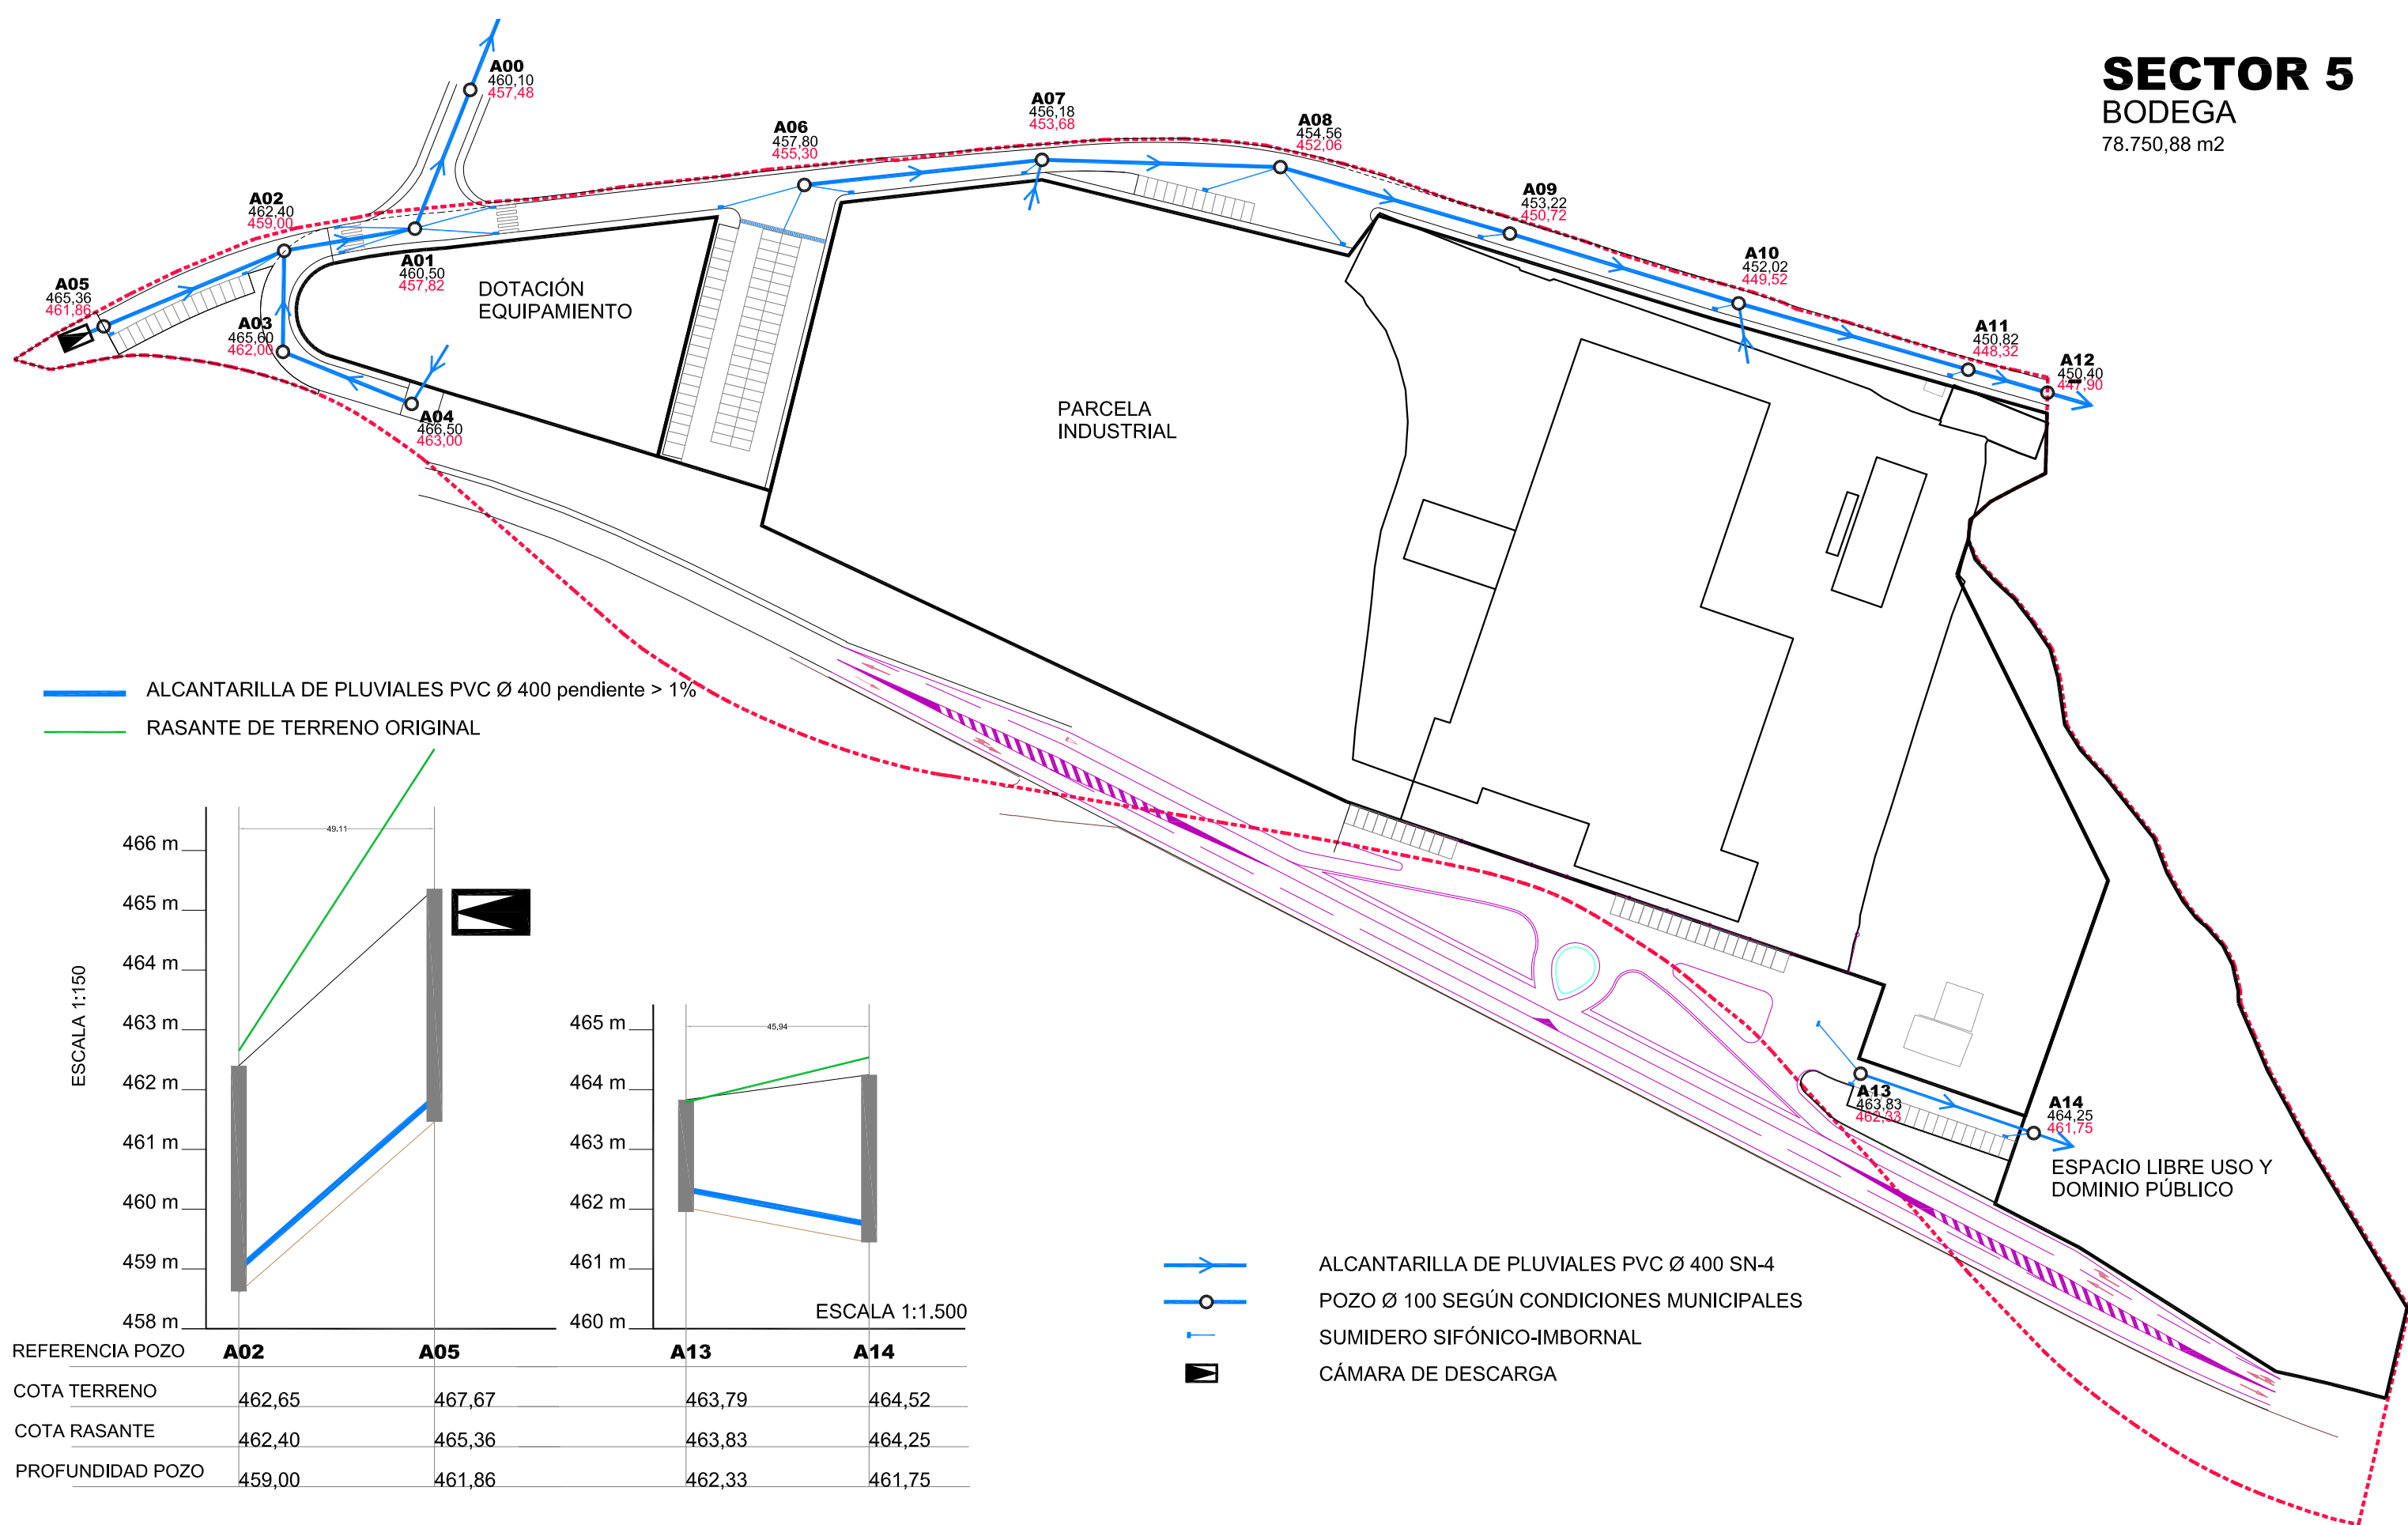 SECTOR 5
BODEGA
78.750,88 m2
A00
460,10
457,48
A07
456,18
453,68
A08
454,56
452,06
A06
457,80
455,30
A02
462,40
459,00
A09
453,22
450,72
A01
460,50
457,82
A10
452,02
449,52
A05
465,36
461,86
A03
465,60
462,00
A11
450,82
448,32
A12
450,40
447,90
A04
466,50
463,00
DOTACIÓN
EQUIPAMIENTO
PARCELA
INDUSTRIAL
ALCANTARILLA DE PLUVIALES PVC Ø 400 pendiente > 1%
RASANTE DE TERRENO ORIGINAL
ESCALA 1:150
49.11
466 m
465 m
464 m
463 m
462 m
461 m
460 m
459 m
458 m
45.94
465 m
464 m
463 m
462 m
461 m
460 m
ESCALA 1:1.500
REFERENCIA POZO A02 A05 A13 A14
COTA TERRENO 462,65 467,67 463,79 464,52
COTA RASANTE 462,40 465,36 463,83 464,25
PROFUNDIDAD POZO 459,00 461,86 462,33 461,75
A13
463,83
462,33
A14
464,25
461,75
ESPACIO LIBRE USO Y
DOMINIO PÚBLICO
ALCANTARILLA DE PLUVIALES PVC Ø 400 SN-4
POZO Ø 100 SEGÚN CONDICIONES MUNICIPALES
SUMIDERO SIFÓNICO-IMBORNAL
CÁMARA DE DESCARGA